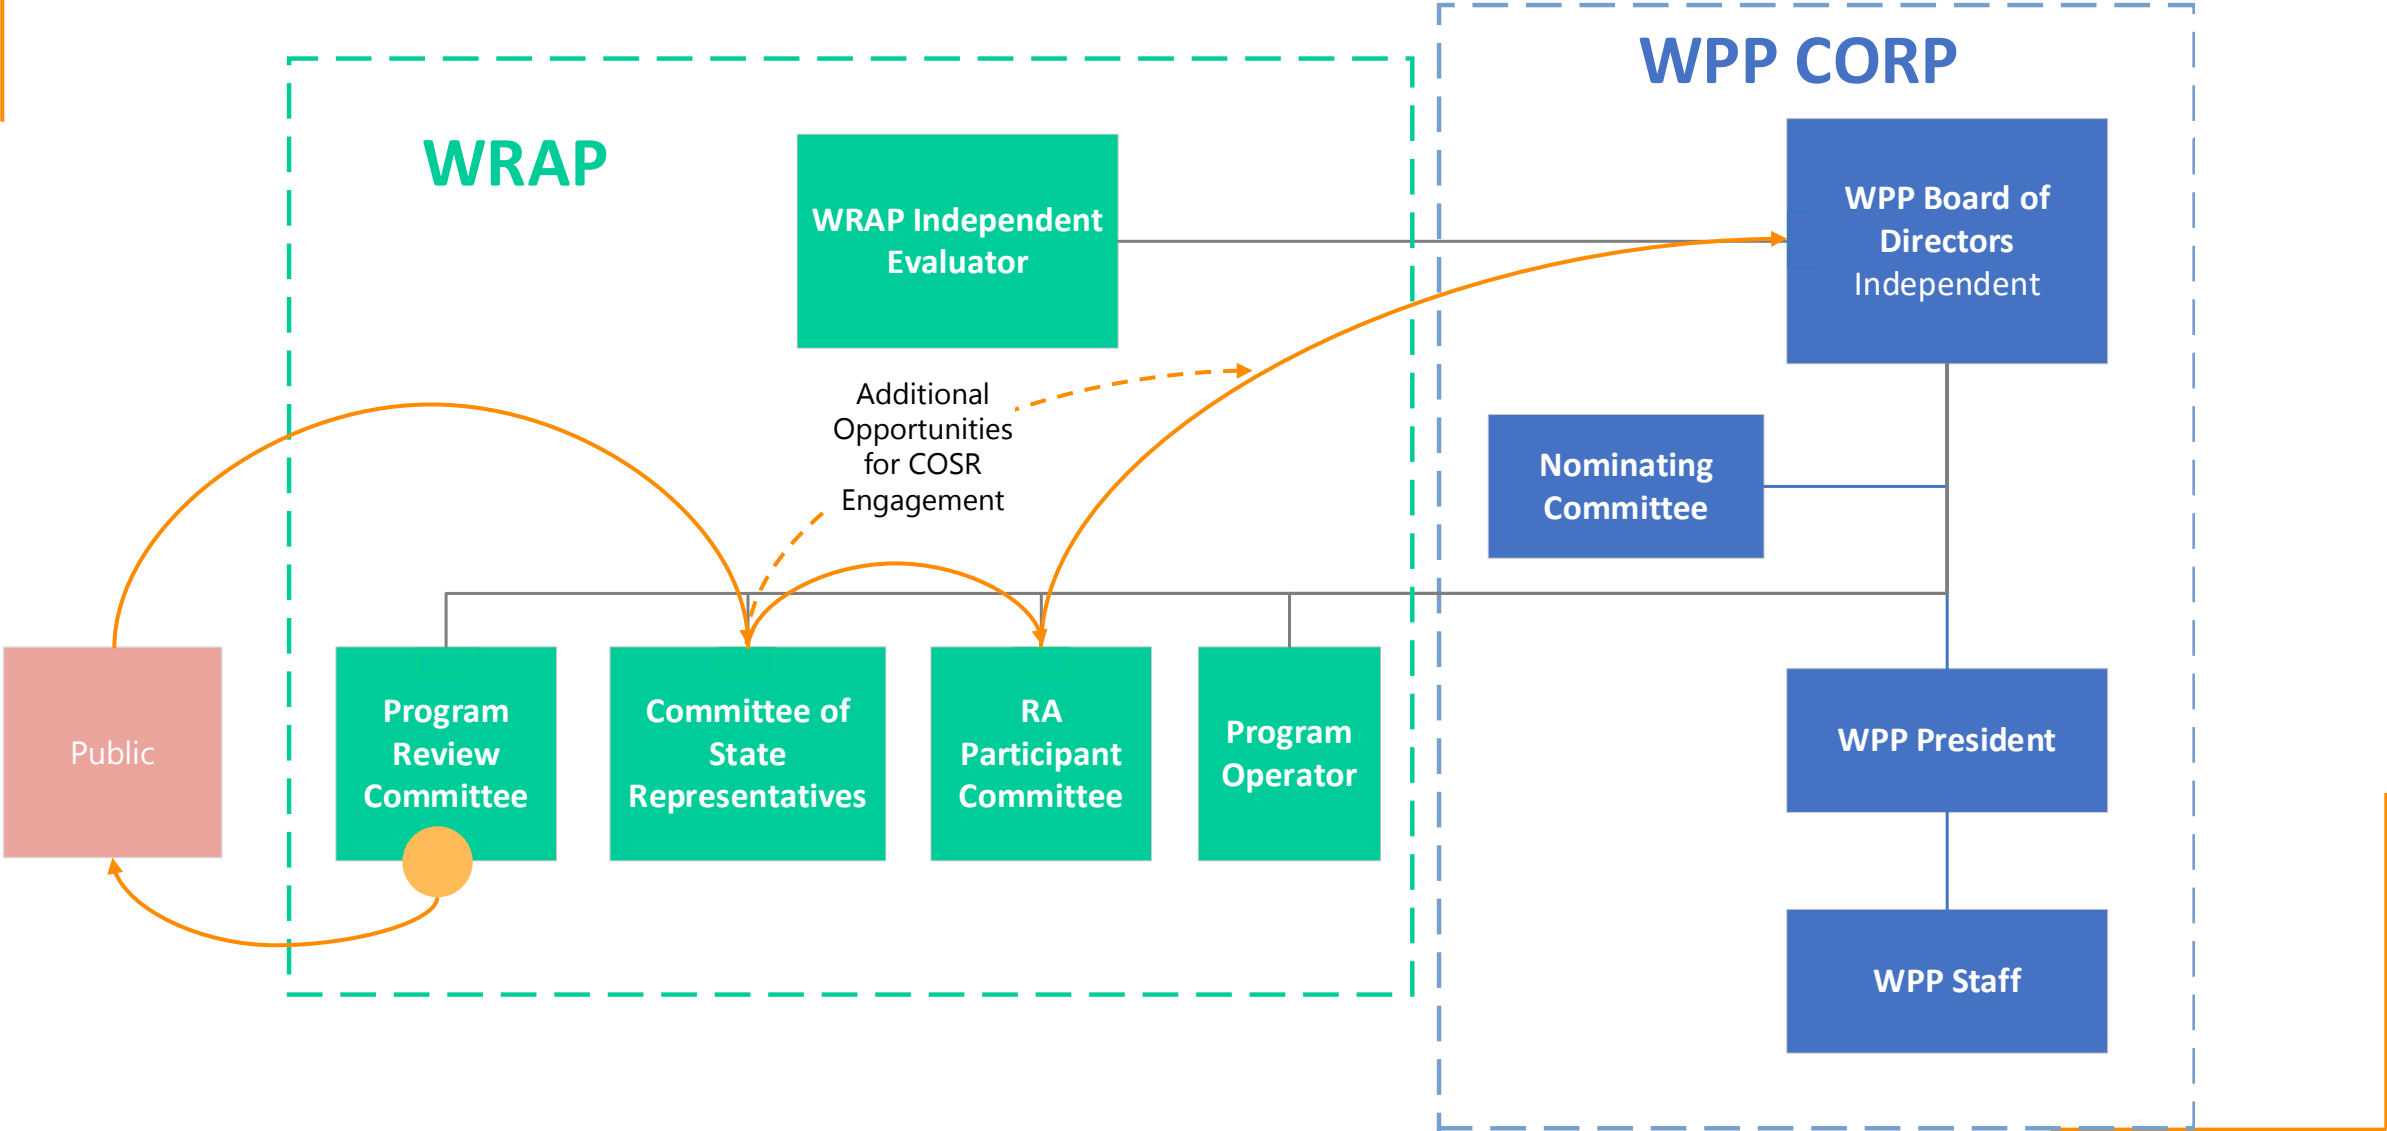 WPP CORP
WRAP
WRAP Independent
Evaluator
WPP Board of
Directors
Independent
Additional
Opportunities
for COSR
Engagement
Nominating
Committee
Public
Program
Review
Committee
Committee of
State
Representatives
RA
Participant
Committee
Program
Operator
WPP President
WPP Staff